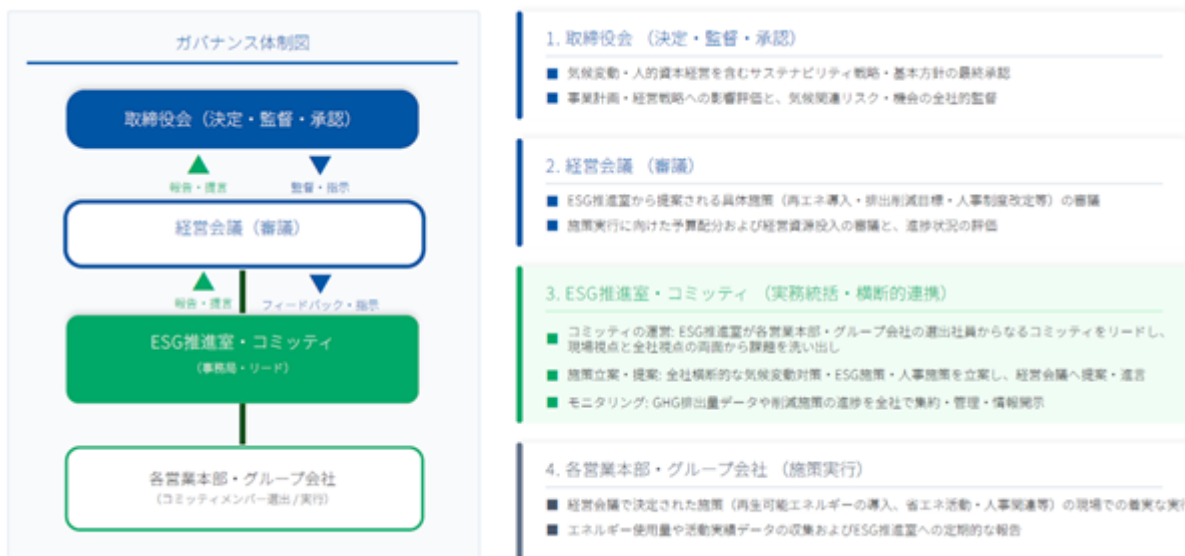 ガバナンス体制図
取締役会（決定・監督・承認）
報告・提言
監督・指示
経営会議（審議）
報告・提言
フィードバック・指示
ESG推進室・コミッティ
（事務局・リード）
各営業本部・グループ会社
（コミッティメンバー選出 / 実行）
1. 取締役会 （決定・監督・承認）
気候変動・人的資本経営を含むサステナビリティ戦略・基本方針の最終承認
事業計画・経営戦略への影響評価と、気候関連リスク・機会の全社的監督
2. 経営会議 （審議）
ESG推進室から提案される具体施策（再エネ導入・排出削減目標・人事制度改定等）の審議
施策実行に向けた予算配分および経営資源投入の審議と、進捗状況の評価
3. ESG推進室・コミッティ （実務統括・横断的連携）
コミッティの運営: ESG推進室が各営業本部・グループ会社の選出社員からなるコミッティをリードし、
現場視点と全社視点の両面から課題を洗い出し
施策立案・提案: 全社横断的な気候変動対策・ESG施策・人事施策を立案し、経営会議へ提案・進言
モニタリング: GHG排出量データや削減施策の進捗を全社で集約・管理・情報開示
4. 各営業本部・グループ会社 （施策実行）
経営会議で決定された施策（再生可能エネルギーの導入、省エネ活動・人事関連等）の現場での着実な実行
エネルギー使用量や活動実績データの収集およびESG推進室への定期的な報告